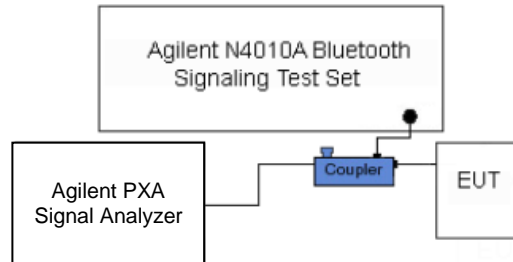 Agilent N4010A Bluetooth
Signaling Test Set
Coupler
Agilent PXA
Signal Analyzer
EUT